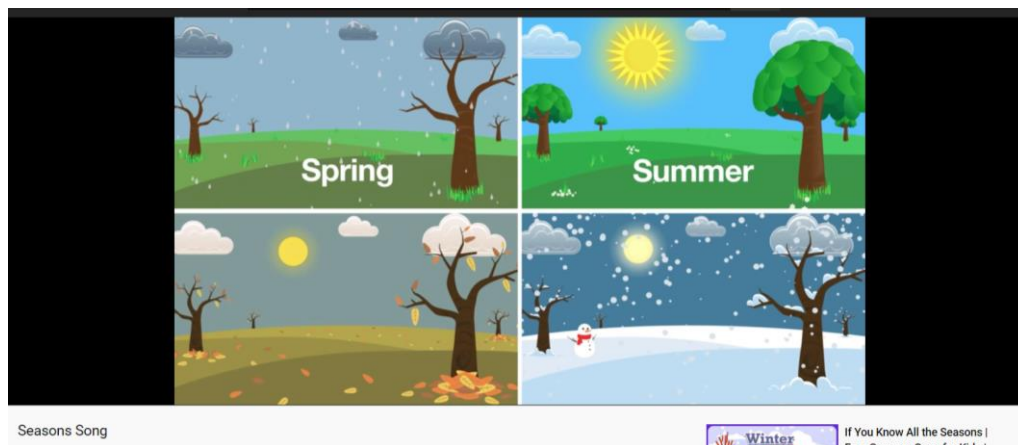 Spring
Summer
Seasons Song
If You Know All the Seasons |
Winter